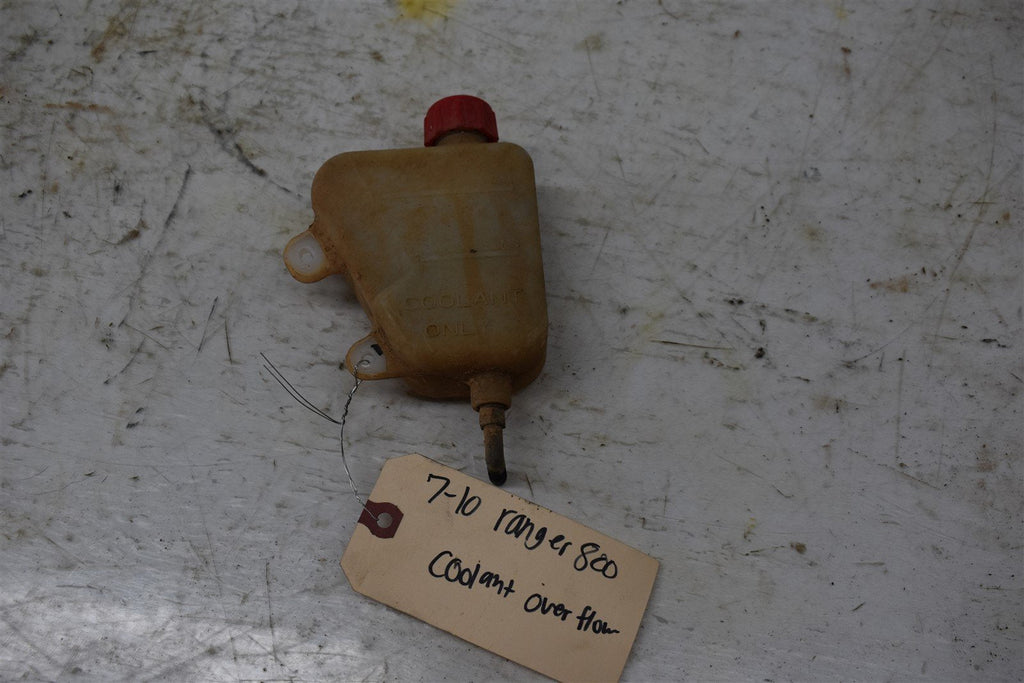 COOLANT
ONLY
7-10 ranger 800
Coolant over flow